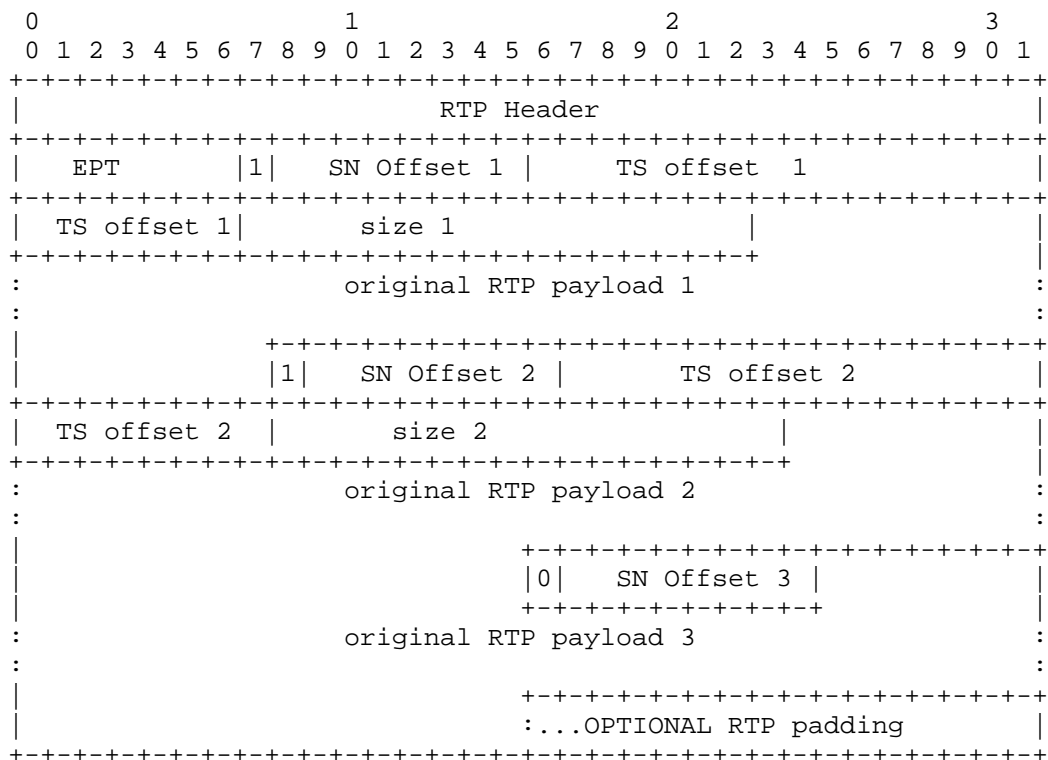 0                   1                   2                   3
 0 1 2 3 4 5 6 7 8 9 0 1 2 3 4 5 6 7 8 9 0 1 2 3 4 5 6 7 8 9 0 1
+-+-+-+-+-+-+-+-+-+-+-+-+-+-+-+-+-+-+-+-+-+-+-+-+-+-+-+-+-+-+-+-+
|                          RTP Header                           |
+-+-+-+-+-+-+-+-+-+-+-+-+-+-+-+-+-+-+-+-+-+-+-+-+-+-+-+-+-+-+-+-+
|   EPT       |1|   SN Offset 1 |     TS offset  1              |
+-+-+-+-+-+-+-+-+-+-+-+-+-+-+-+-+-+-+-+-+-+-+-+-+-+-+-+-+-+-+-+-+
|  TS offset 1|       size 1                  |                 |
+-+-+-+-+-+-+-+-+-+-+-+-+-+-+-+-+-+-+-+-+-+-+-+                 |
:                    original RTP payload 1                     :
:                                                               :
|               +-+-+-+-+-+-+-+-+-+-+-+-+-+-+-+-+-+-+-+-+-+-+-+-+
|               |1|   SN Offset 2 |       TS offset 2           |
+-+-+-+-+-+-+-+-+-+-+-+-+-+-+-+-+-+-+-+-+-+-+-+-+-+-+-+-+-+-+-+-+
|  TS offset 2  |       size 2                  |               |
+-+-+-+-+-+-+-+-+-+-+-+-+-+-+-+-+-+-+-+-+-+-+-+-+               |
:                    original RTP payload 2                     :
:                                                               :
|                               +-+-+-+-+-+-+-+-+-+-+-+-+-+-+-+-+
|                               |0|   SN Offset 3 |             |
|                               +-+-+-+-+-+-+-+-+-+             |
:                    original RTP payload 3                     :
:                                                               :
|                               +-+-+-+-+-+-+-+-+-+-+-+-+-+-+-+-+
|                               :...OPTIONAL RTP padding        |
+-+-+-+-+-+-+-+-+-+-+-+-+-+-+-+-+-+-+-+-+-+-+-+-+-+-+-+-+-+-+-+-+